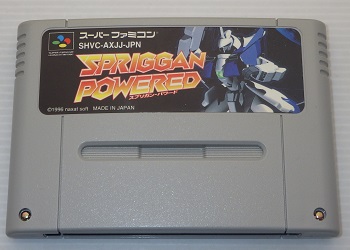 スーパーファミコン
SHVC-AXJJ-JPN
SPRIGGAN
POWERED
スプリガン・パワード
©1996 naxat soft MADE IN JAPAN